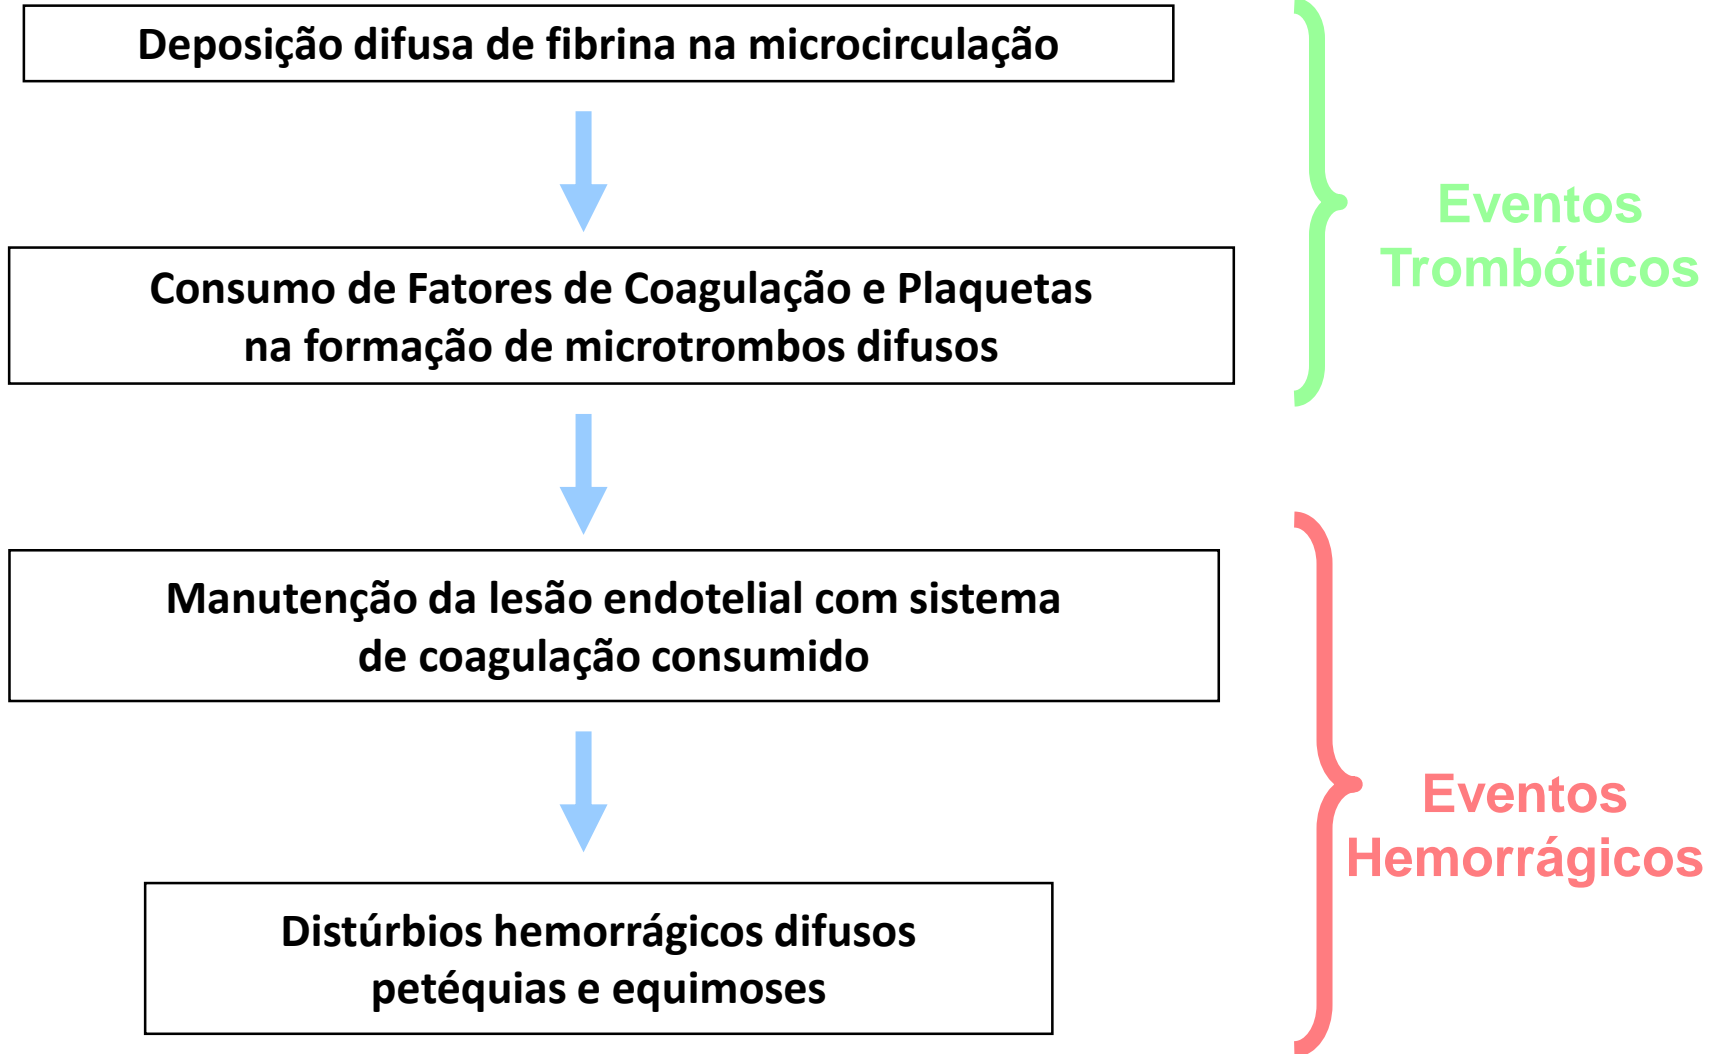 Deposição difusa de fibrina na microcirculação
Eventos
Trombóticos
Consumo de Fatores de Coagulação e Plaquetas
na formação de microtrombos difusos
Manutenção da lesão endotelial com sistema
de coagulação consumido
Eventos
Hemorrágicos
Distúrbios hemorrágicos difusos
petéquias e equimoses